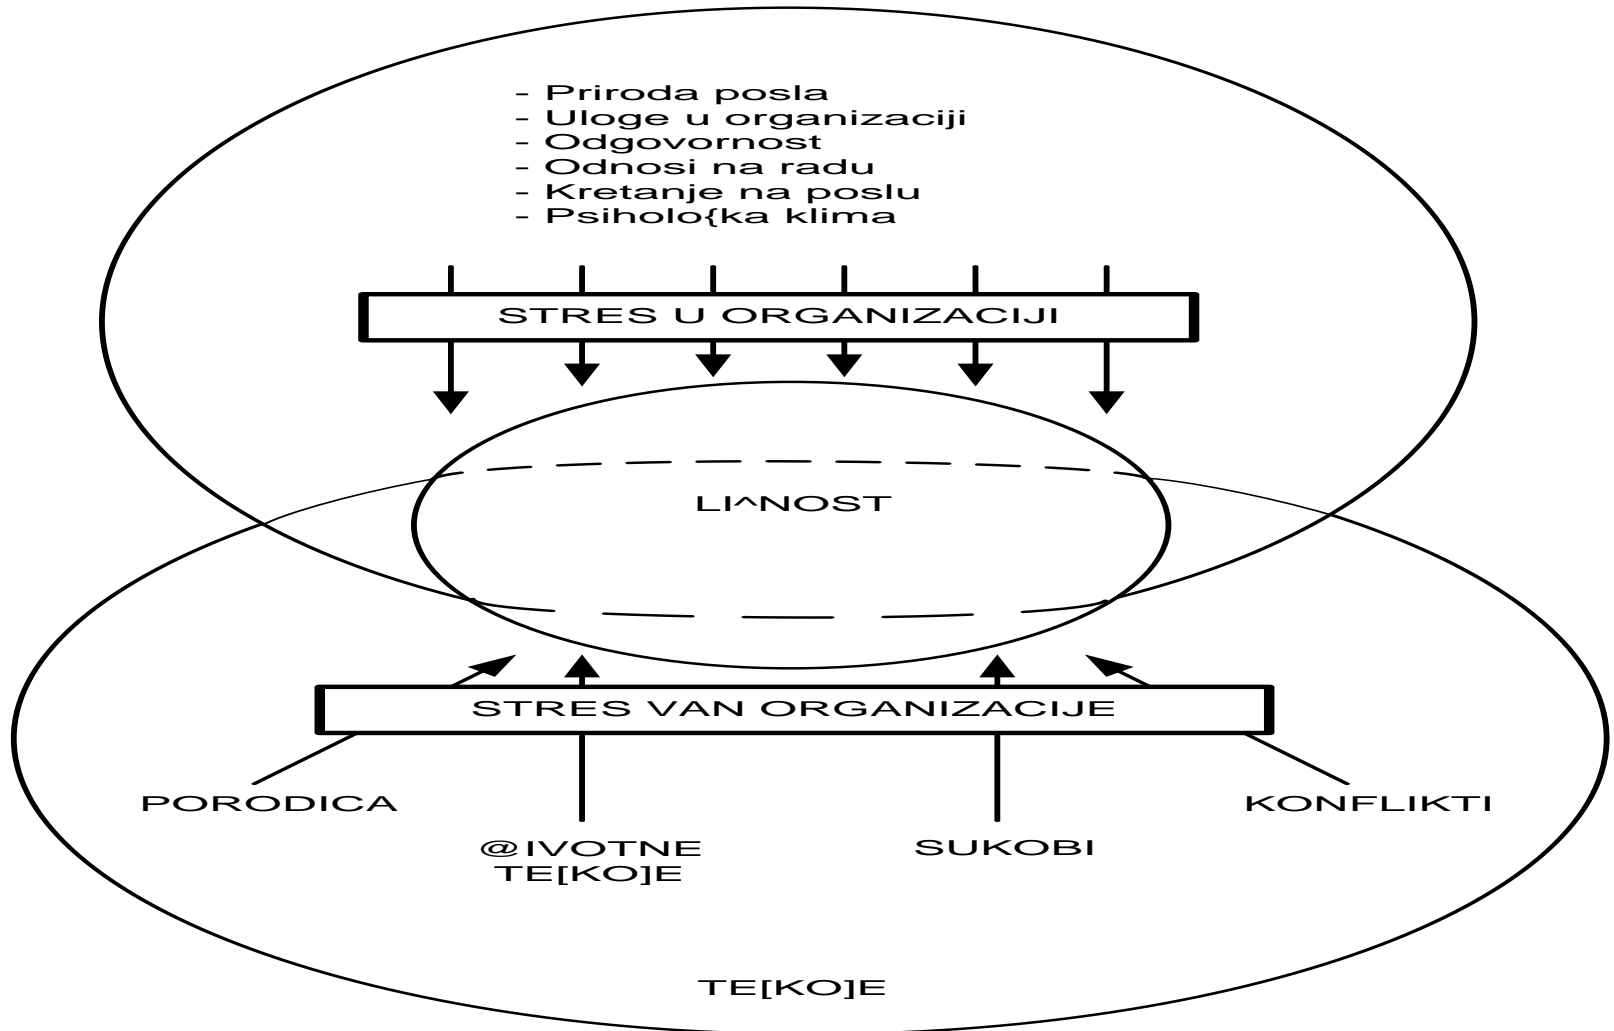 - Priroda posla
- Uloge u organizaciji
- Odgovornost
- Odnosi na radu
- Kretanje na poslu
- Psiholo{ka klima
STRES U ORGANIZACIJI
LI^NOST
STRES VAN ORGANIZACIJE
PORODICA
KONFLIKTI
@IVOTNE
TE[KO]E
SUKOBI
TE[KO]E